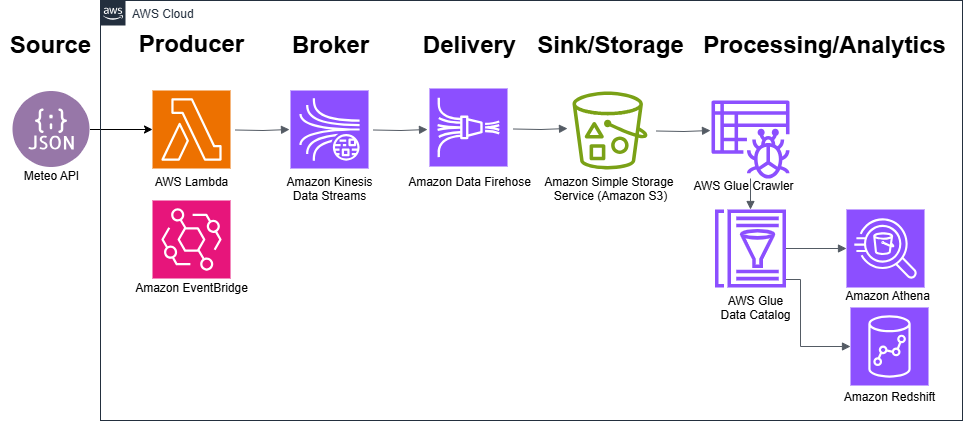 aws
AWS Cloud
Source
Producer
Broker
Delivery
Sink/Storage
Processing/Analytics
{;}
JSON
Meteo API
AWS Lambda
Amazon Kinesis
Data Streams
Amazon Data Firehose
Amazon Simple Storage
Service (Amazon S3)
AWS Glue Crawler
Amazon EventBridge
AWS Glue
Data Catalog
Amazon Athena
Amazon Redshift